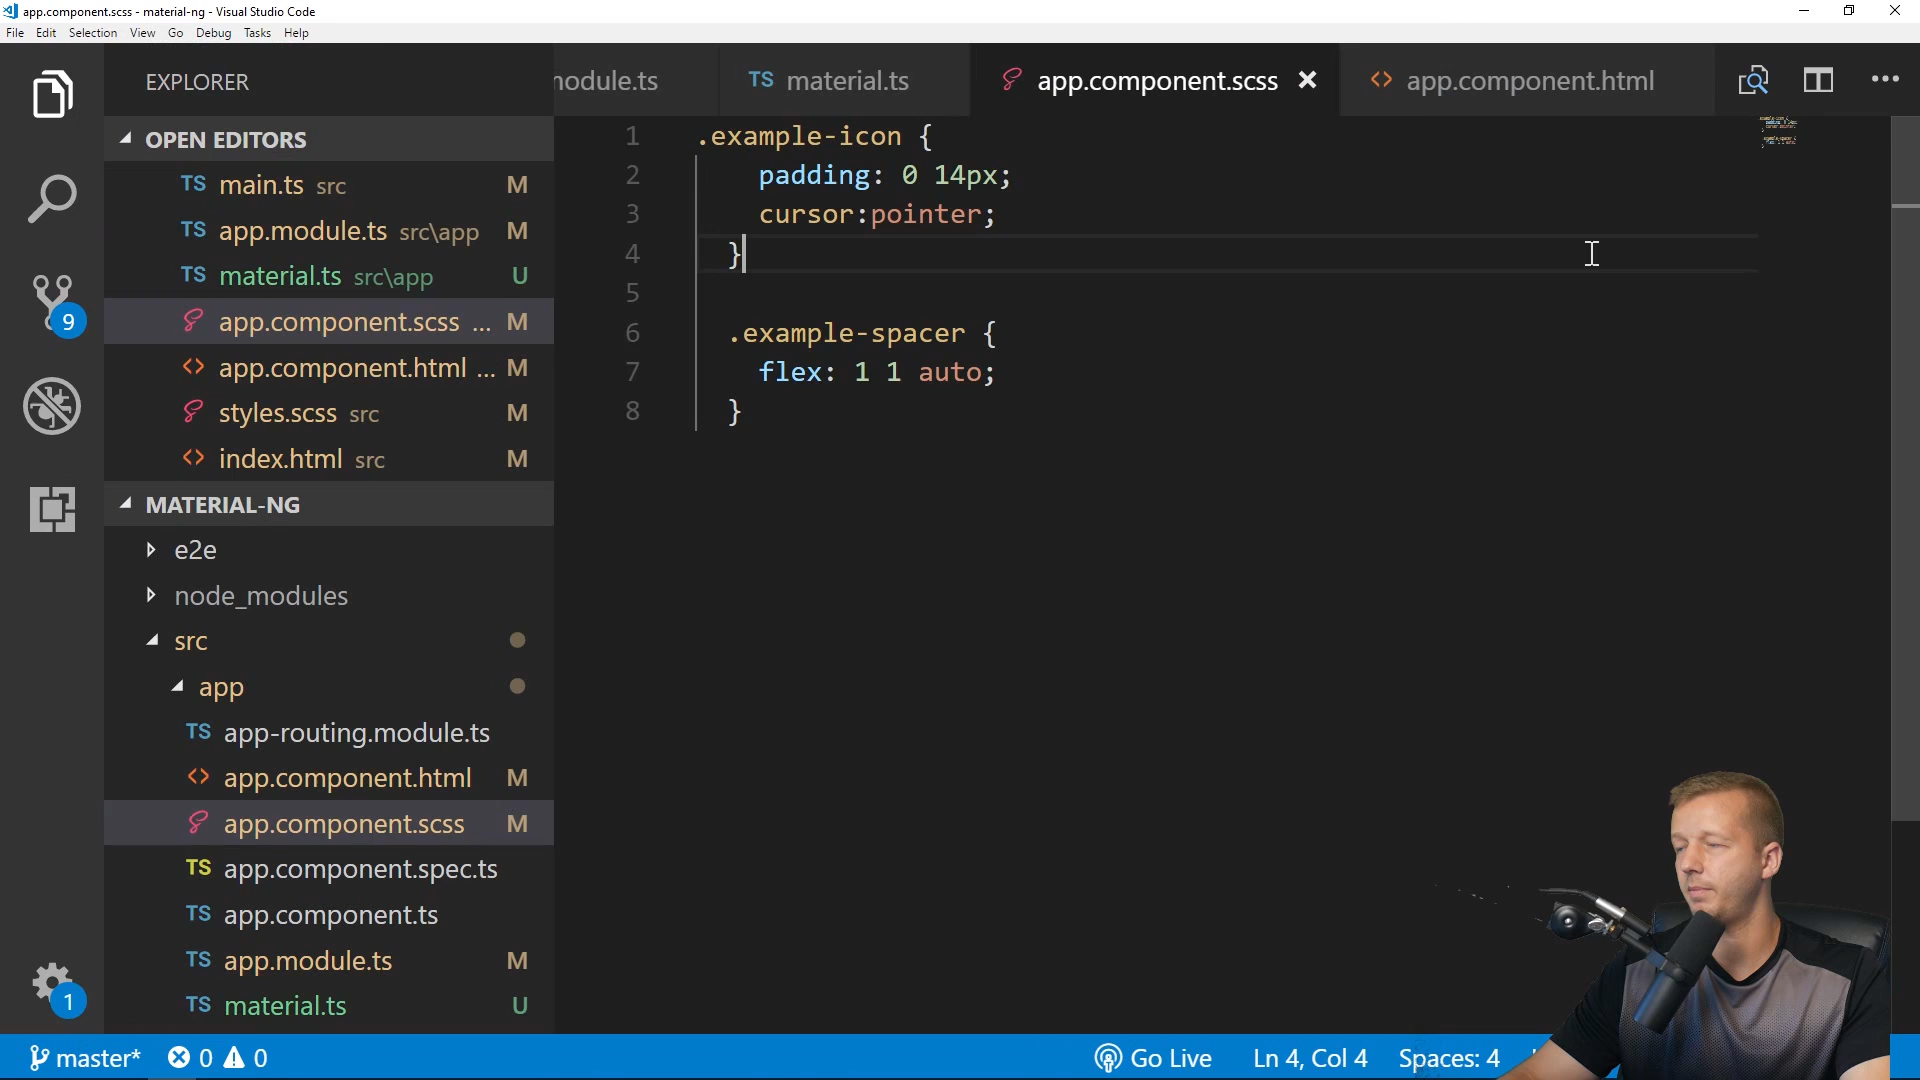 app.component.scss - material-ng - Visual Studio Code
File Edit Selection View Go Debug Tasks Help
EXPLORER
OPEN EDITORS
TS main.ts src M
TS app.module.ts src\app M
TS material.ts src\app U
app.component.scss ... M
app.component.html ... M
styles.scss src M
index.html src M
MATERIAL-NG
e2e
node_modules
src
app
TS app-routing.module.ts
app.component.html M
app.component.scss M
TS app.component.spec.ts
TS app.component.ts
TS app.module.ts M
TS material.ts U
9
1
nodule.ts TS material.ts app.component.scss app.component.html
1 .example-icon {
2 padding: 0 14px;
3 cursor:pointer;
4 }
5
6 .example-spacer {
7 flex: 1 1 auto;
8 }
master* 0 0 Go Live Ln 4, Col 4 Spaces: 4